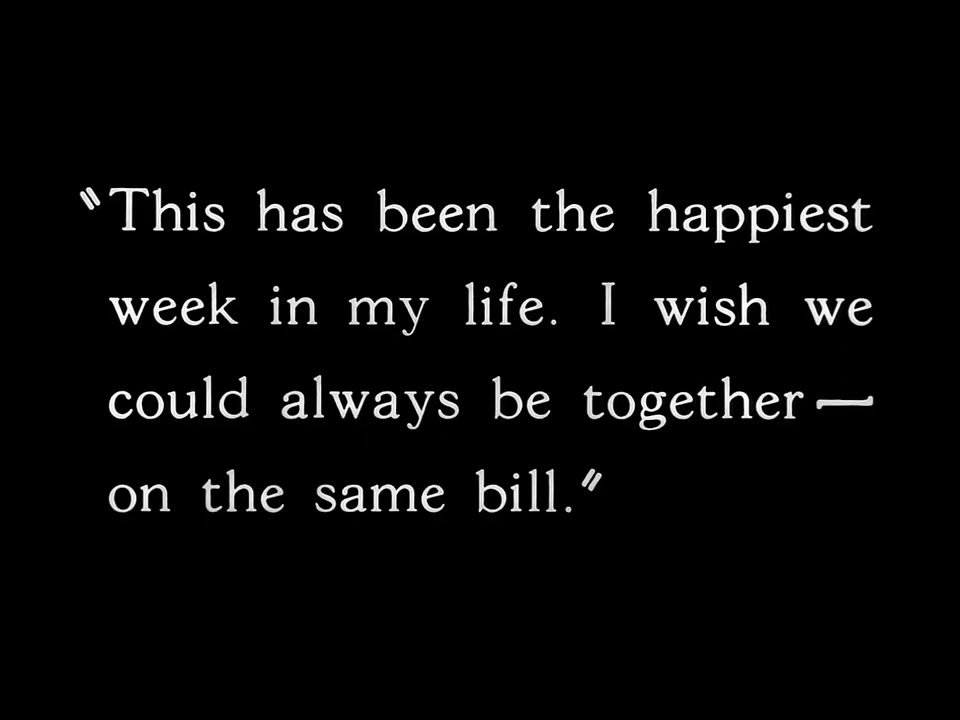 "This has been the happiest
week in my life. I wish we
could always be together—
on the same bill."